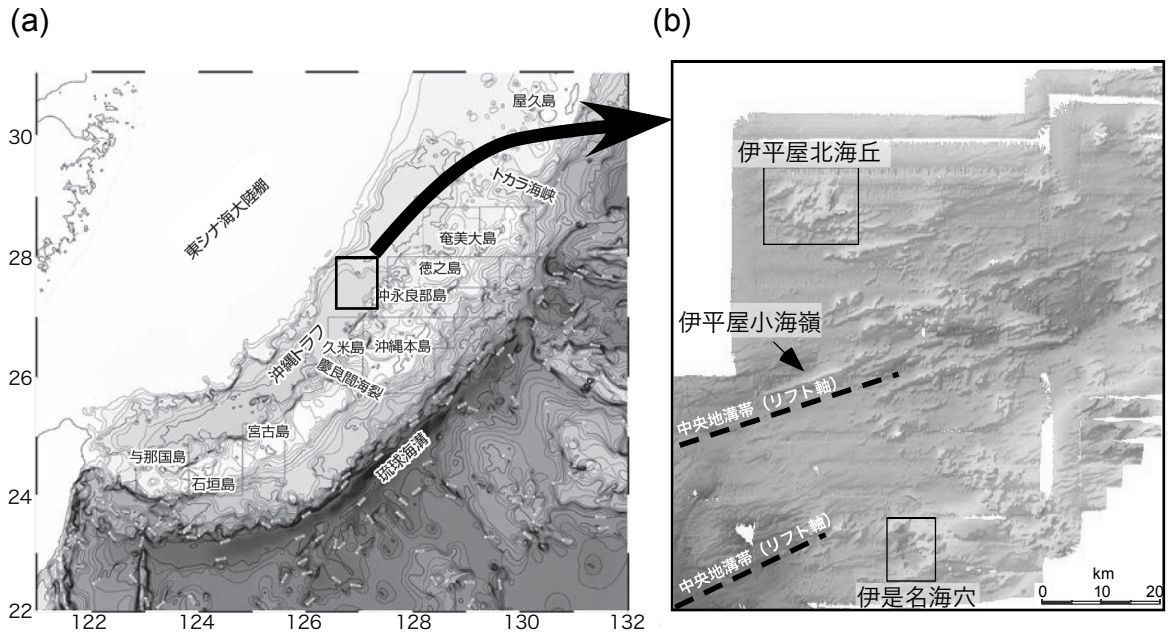 (a)
(b)
屋久島
トカラ海峡
東シナ海大陸棚
奄美大島
徳之島
沖永良部島
沖縄トラフ
久米島
沖縄本島
慶良間海裂
宮古島
与那国島
石垣島
琉球海溝
30
28
26
24
22
122
124
126
128
130
132
伊平屋北海丘
伊平屋小海嶺
中央地溝帯（リフト軸）
中央地溝帯（リフト軸）
伊是名海穴
km
0 10 20